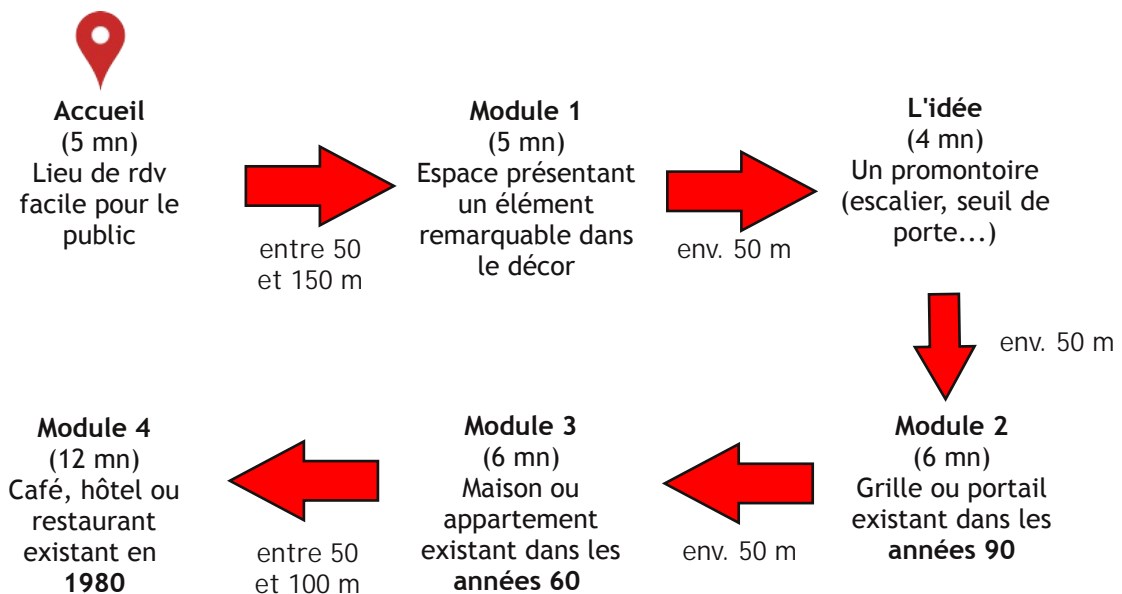 Accueil
(5 mn)
Lieu de rdv
facile pour le
public
entre 50
et 150 m
Module 1
(5 mn)
Espace présentant
un élément
remarquable dans
le décor
env. 50 m
L'idée
(4 mn)
Un promontoire
(escalier, seuil de
porte...)
env. 50 m
Module 2
(6 mn)
Grille ou portail
existant dans les
années 90
env. 50 m
Module 3
(6 mn)
Maison ou
appartement
existant dans les
années 60
entre 50
et 100 m
Module 4
(12 mn)
Café, hôtel ou
restaurant
existant en
1980